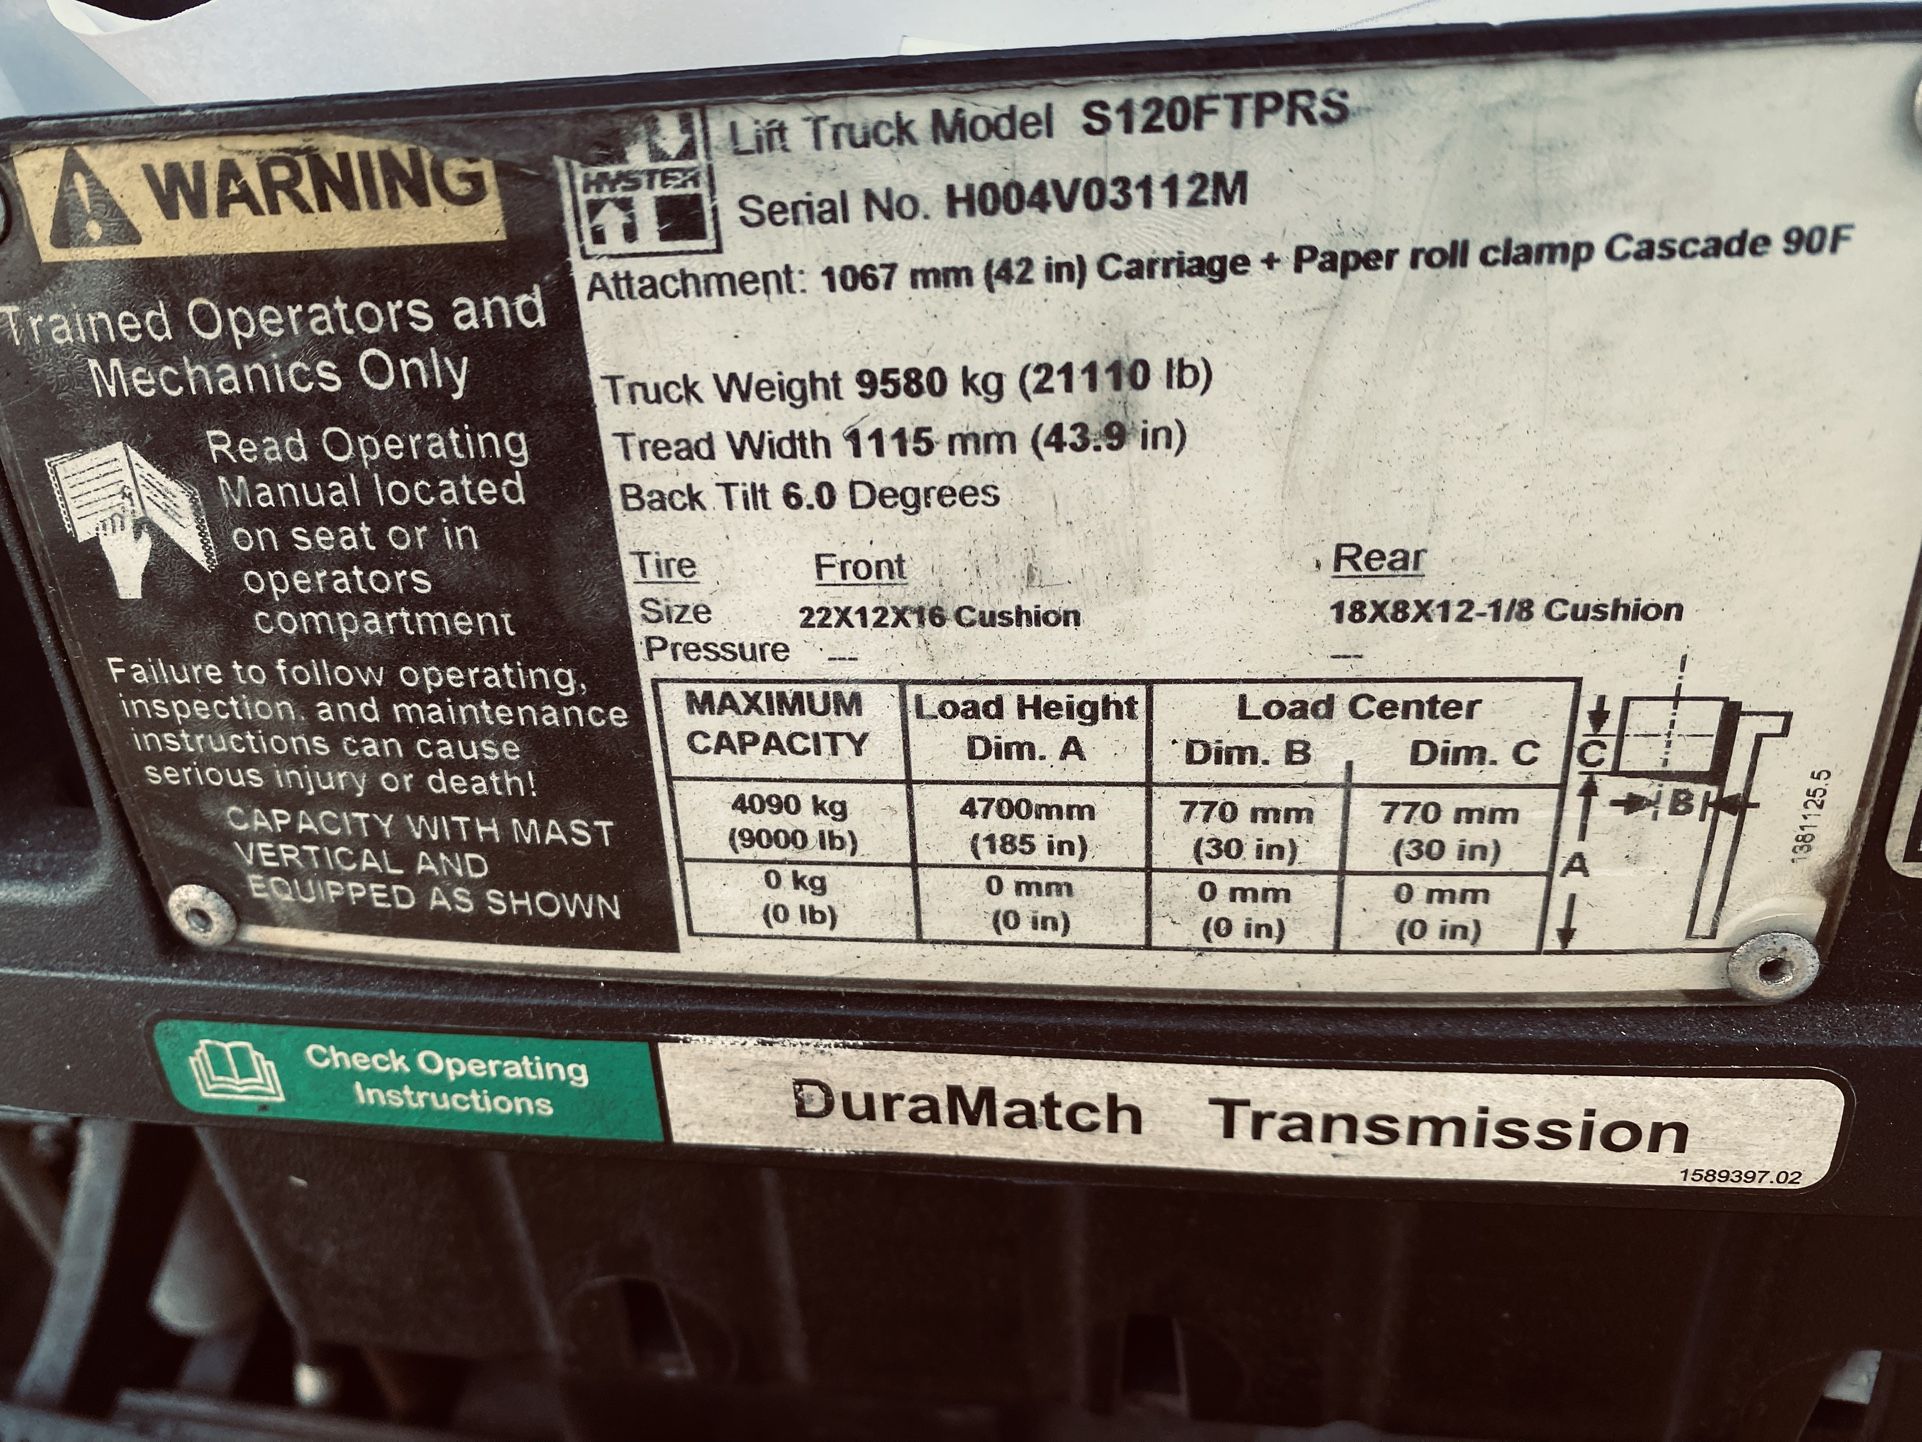 WARNING
Trained Operators and
Mechanics Only
Read Operating
Manual located
on seat or in
operators
compartment
Failure to follow operating,
inspection, and maintenance
instructions can cause
serious injury or death!
CAPACITY WITH MAST
VERTICAL AND
EQUIPPED AS SHOWN
HYSTER
Lift Truck Model S120FTPRS
Serial No. H004V03112M
Attachment: 1067 mm (42 in) Carriage + Paper roll clamp Cascade 90F
Truck Weight 9580 kg (21110 lb)
Tread Width 1115 mm (43.9 in)
Back Tilt 6.0 Degrees
Tire Front Rear
Size 22X12X16 Cushion 18X8X12-1/8 Cushion
Pressure --- ---
MAXIMUM Load Height Load Center
CAPACITY Dim. A Dim. B Dim. C
4090 kg 4700mm 770 mm 770 mm
(9000 lb) (185 in) (30 in) (30 in)
0 kg 0 mm 0 mm 0 mm
(0 lb) (0 in) (0 in) (0 in)
C
B
A
1381125.5
Check Operating
Instructions
DuraMatch Transmission
1589397.02